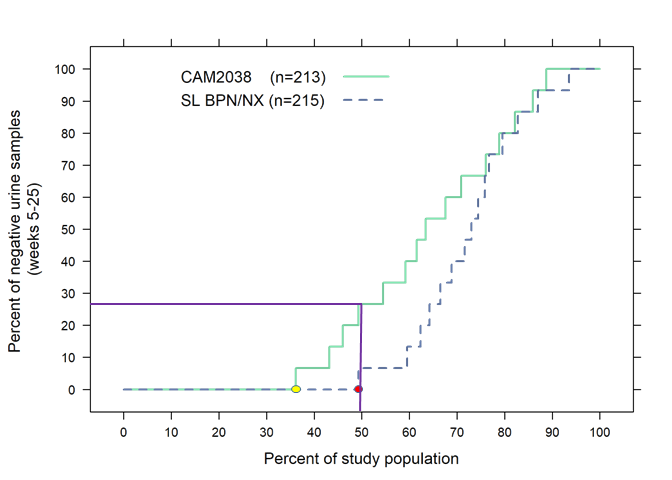 CAM2038 (n=213)
SL BPN/NX (n=215)
100
90
80
70
60
50
40
30
20
10
0
Percent of negative urine samples
(weeks 5-25)
0 10 20 30 40 50 60 70 80 90 100
Percent of study population